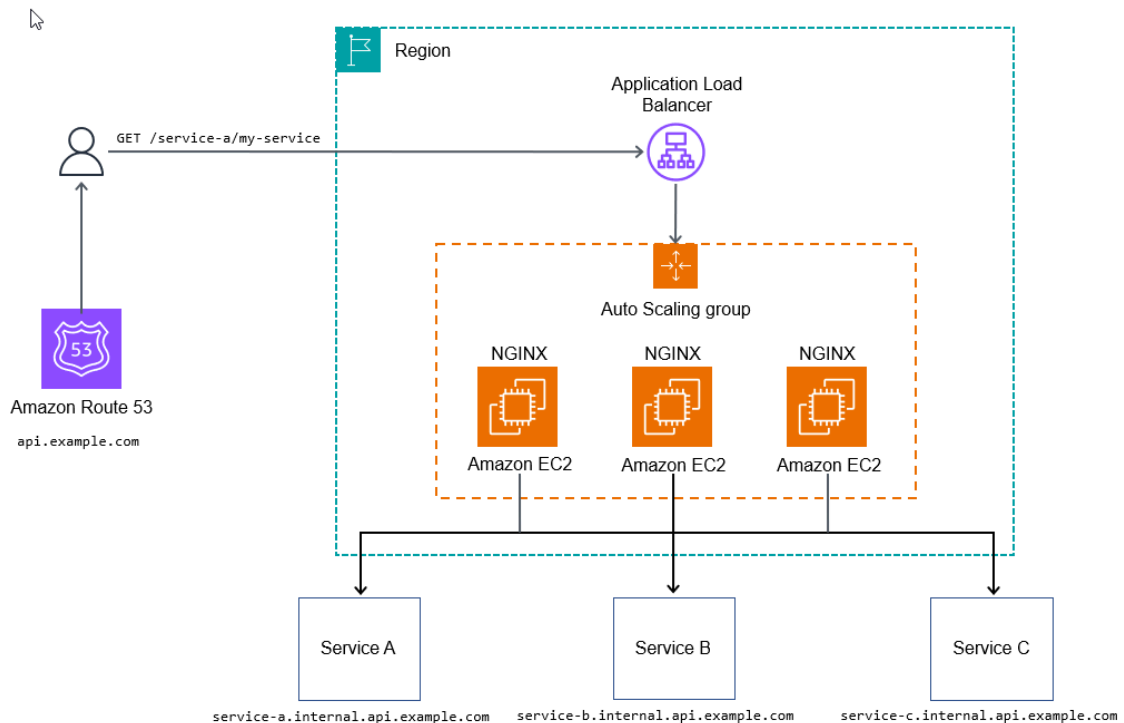 Region
Application Load
Balancer
GET /service-a/my-service
Auto Scaling group
53
NGINX
NGINX
NGINX
Amazon Route 53
api.example.com
Amazon EC2
Amazon EC2
Amazon EC2
Service A
Service B
Service C
service-a.internal.api.example.com
service-b.internal.api.example.com
service-c.internal.api.example.com